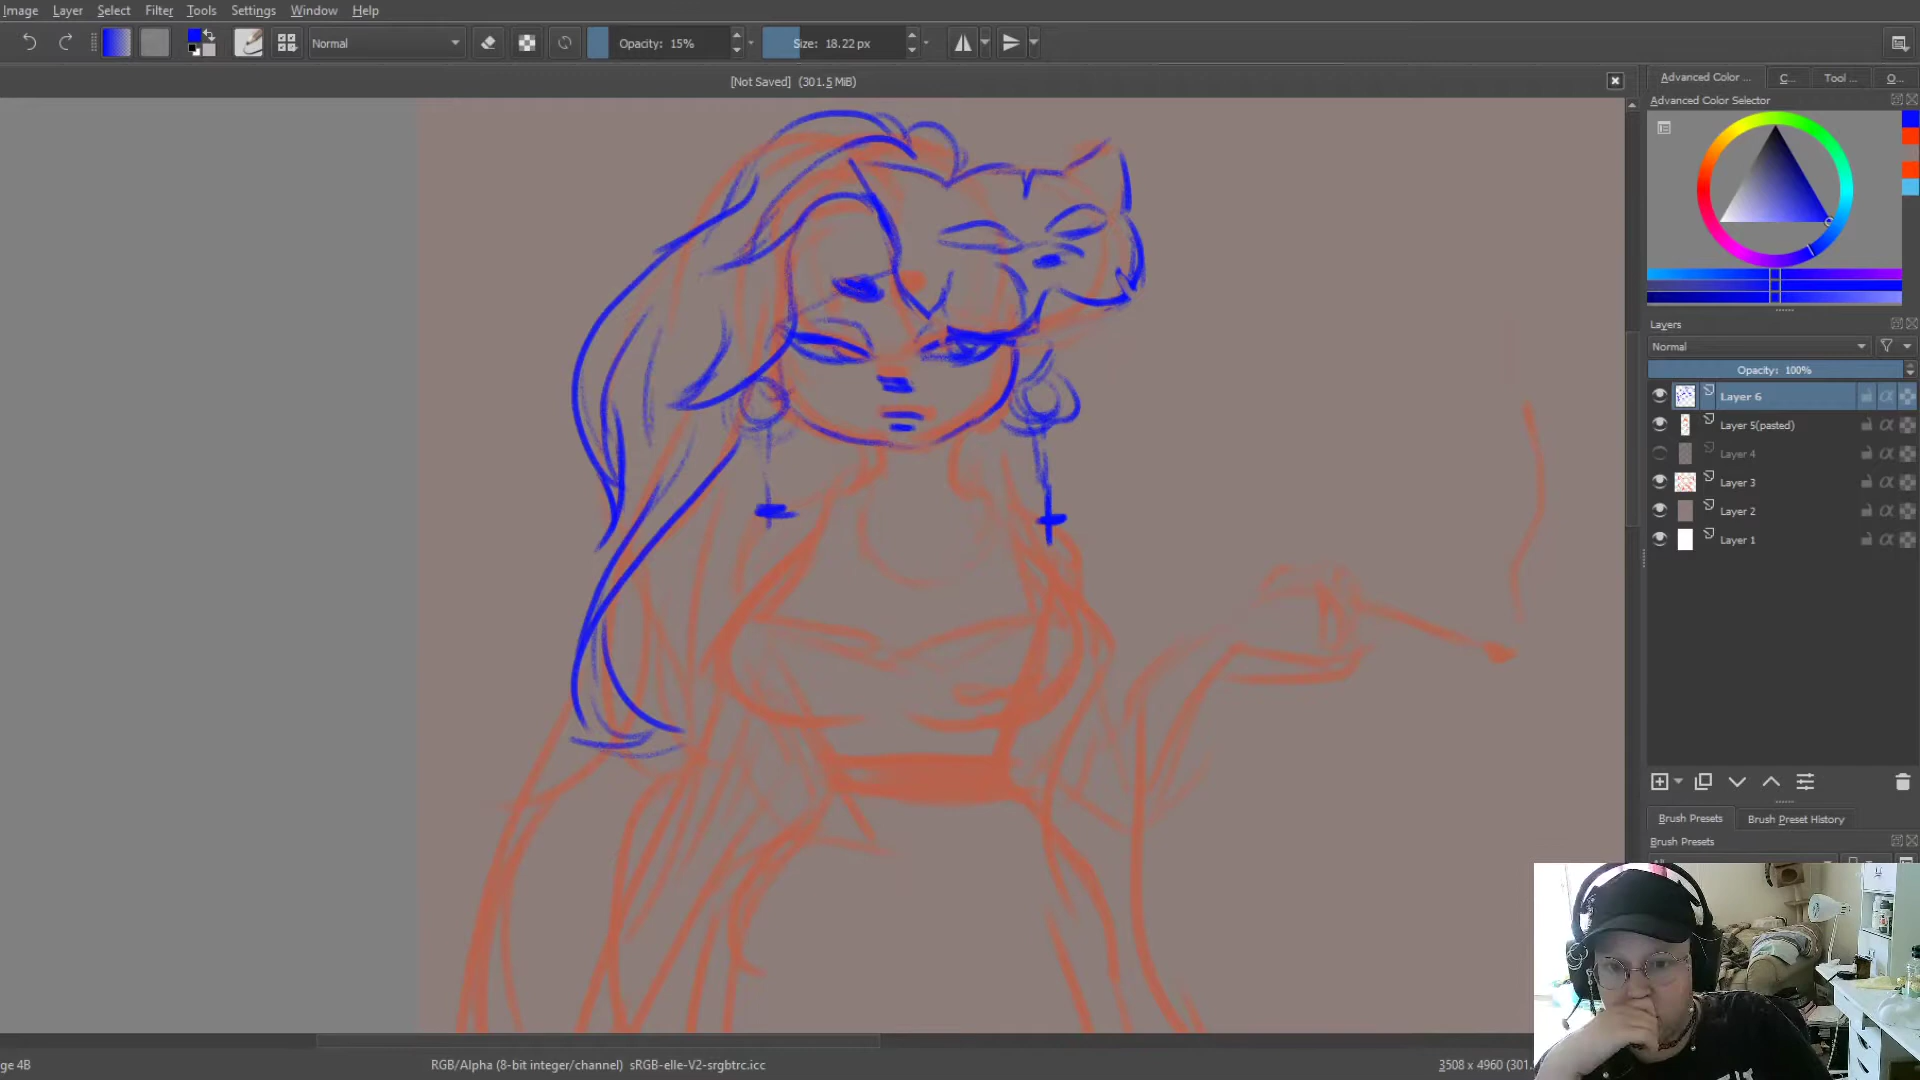 Image Layer Select Filter Tools Settings Window Help
Normal Opacity: 15% Size: 18.22 px
[Not Saved] (301.5 MiB)
Advanced Color ... C... Tool ... O...
Advanced Color Selector
Layers
Normal
Opacity: 100%
Layer 6
Layer 5(pasted)
Layer 4
Layer 3
Layer 2
Layer 1
Brush Presets Brush Preset History
Brush Presets
ge 4B RGB/Alpha (8-bit integer/channel) sRGB-elle-V2-srgbtrc.icc 3508 x 4960 (301.